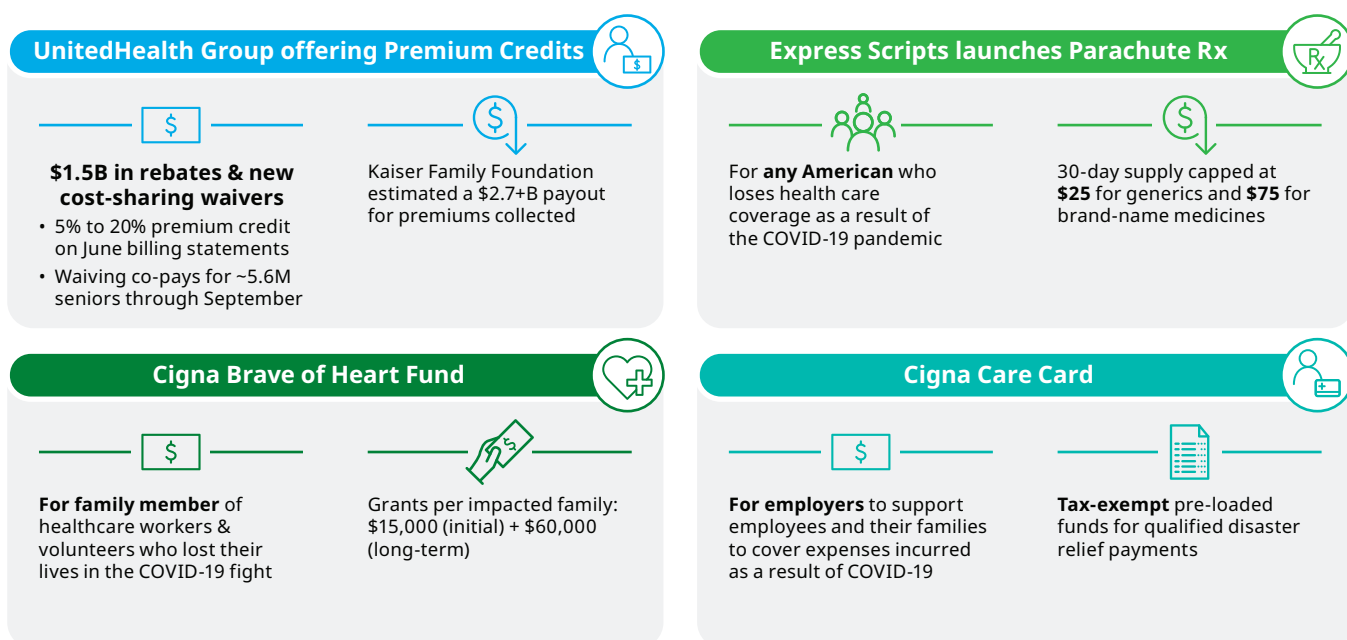 UnitedHealth Group offering Premium Credits
$
$
$1.5B in rebates & new
cost-sharing waivers
• 5% to 20% premium credit
on June billing statements
• Waiving co-pays for ~5.6M
seniors through September
$
Kaiser Family Foundation
estimated a $2.7+B payout
for premiums collected
Express Scripts launches Parachute Rx
Rx
For any American who
loses health care
coverage as a result of
the COVID-19 pandemic
$
30-day supply capped at
$25 for generics and $75 for
brand-name medicines
Cigna Brave of Heart Fund
$
For family member of
healthcare workers &
volunteers who lost their
lives in the COVID-19 fight
$
Grants per impacted family:
$15,000 (initial) + $60,000
(long-term)
Cigna Care Card
$
For employers to support
employees and their families
to cover expenses incurred
as a result of COVID-19
Tax-exempt pre-loaded
funds for qualified disaster
relief payments